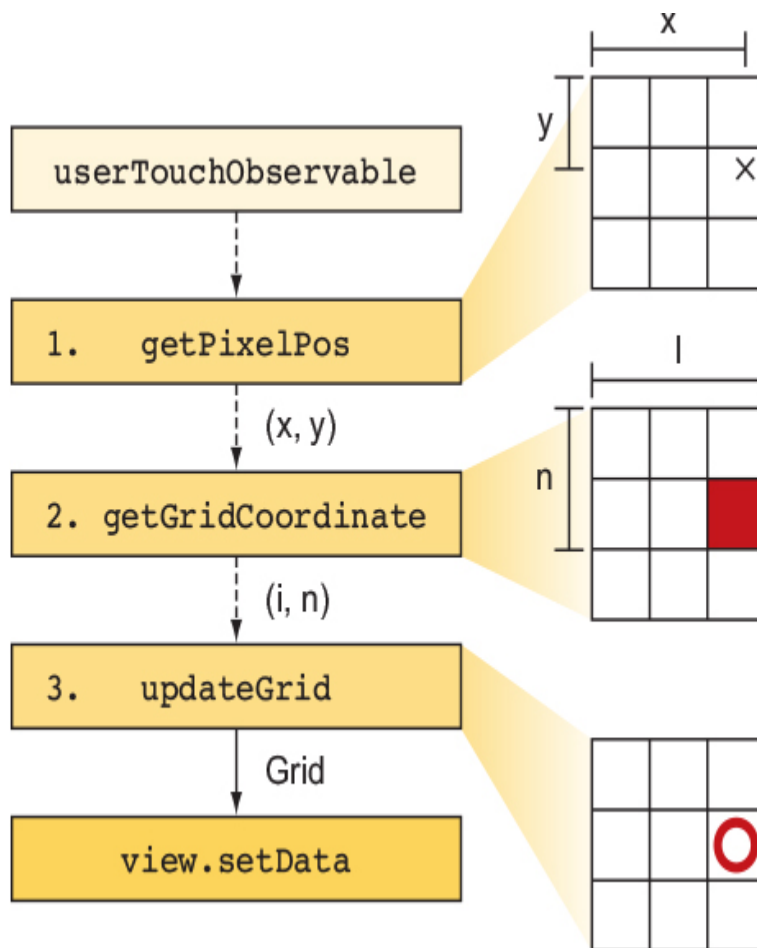 x
y
userTouchObservable
×
1. getPixelPos
l
(x, y)
n
2. getGridCoordinate
(i, n)
3. updateGrid
Grid
view.setData